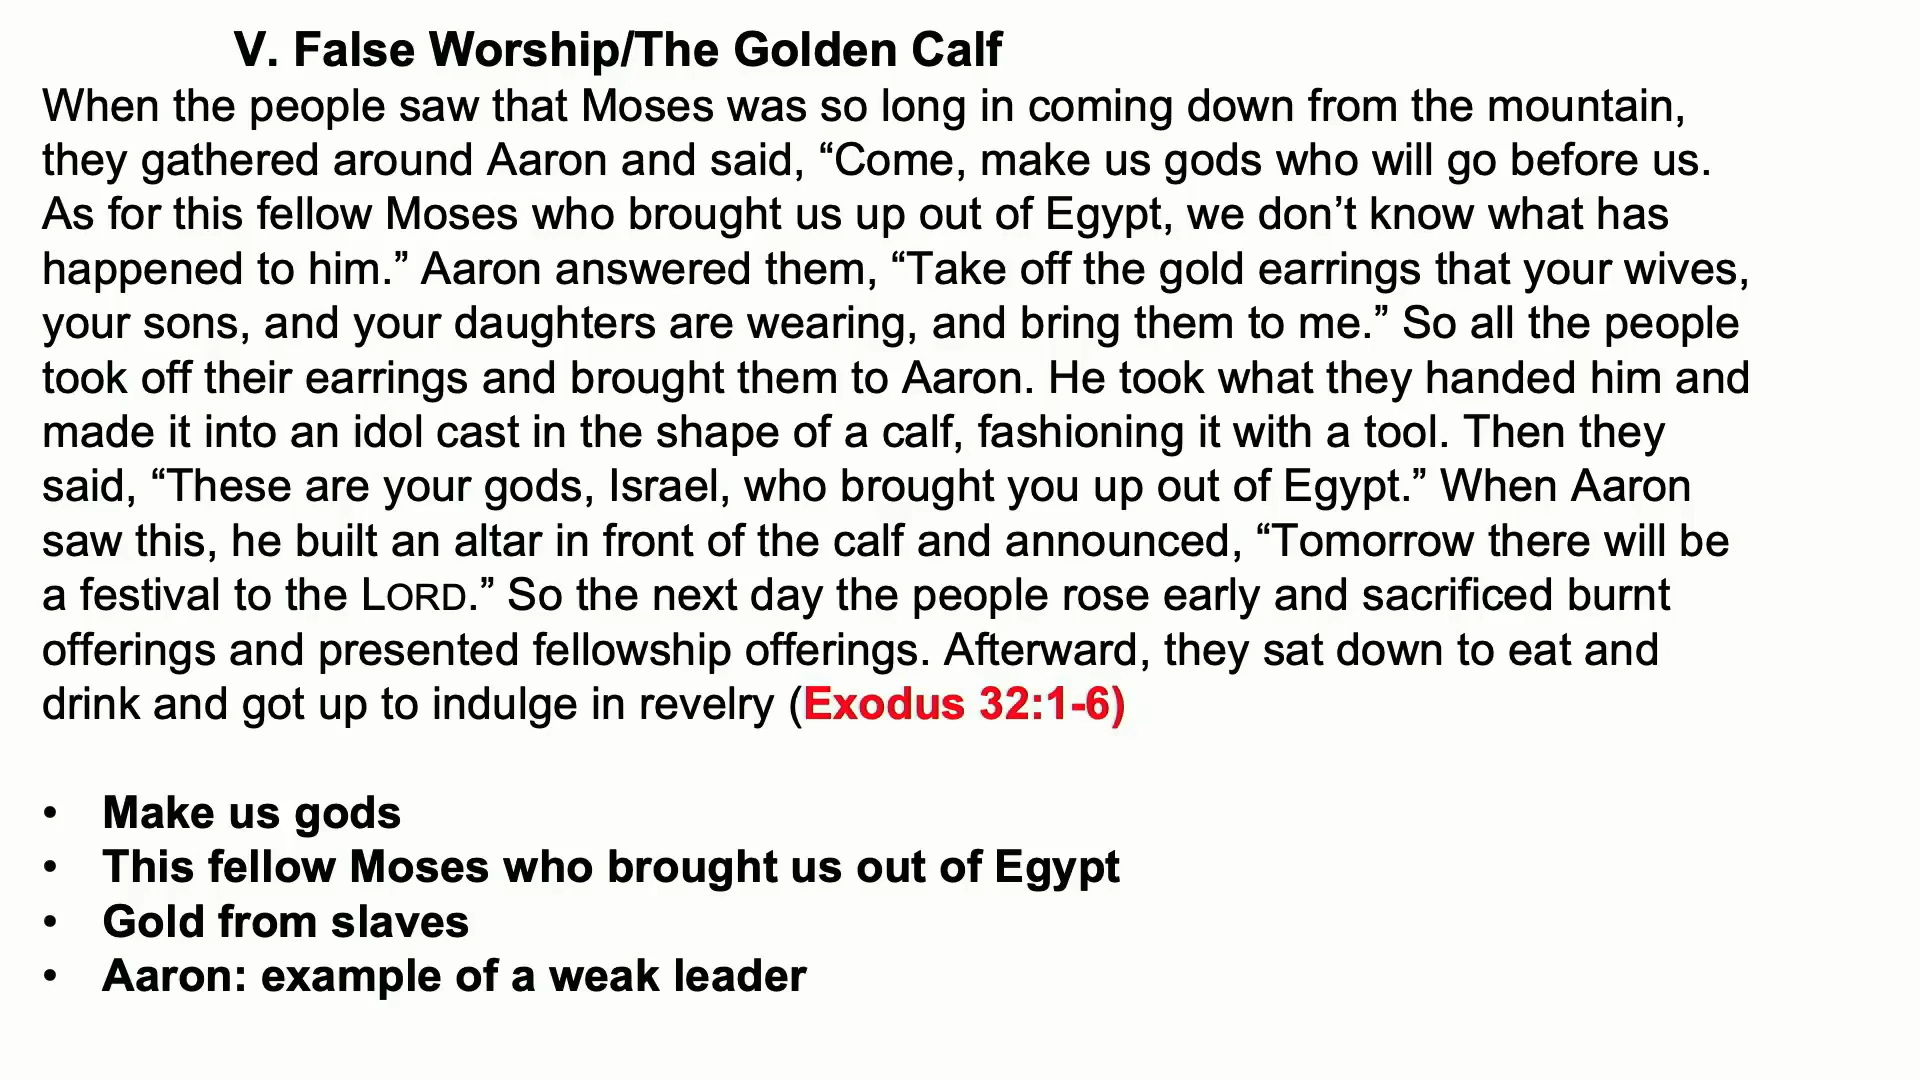 V. False Worship/The Golden Calf
When the people saw that Moses was so long in coming down from the mountain,
they gathered around Aaron and said, “Come, make us gods who will go before us.
As for this fellow Moses who brought us up out of Egypt, we don’t know what has
happened to him.” Aaron answered them, “Take off the gold earrings that your wives,
your sons, and your daughters are wearing, and bring them to me.” So all the people
took off their earrings and brought them to Aaron. He took what they handed him and
made it into an idol cast in the shape of a calf, fashioning it with a tool. Then they
said, “These are your gods, Israel, who brought you up out of Egypt.” When Aaron
saw this, he built an altar in front of the calf and announced, “Tomorrow there will be
a festival to the LORD.” So the next day the people rose early and sacrificed burnt
offerings and presented fellowship offerings. Afterward, they sat down to eat and
drink and got up to indulge in revelry (Exodus 32:1-6)
• Make us gods
• This fellow Moses who brought us out of Egypt
• Gold from slaves
• Aaron: example of a weak leader